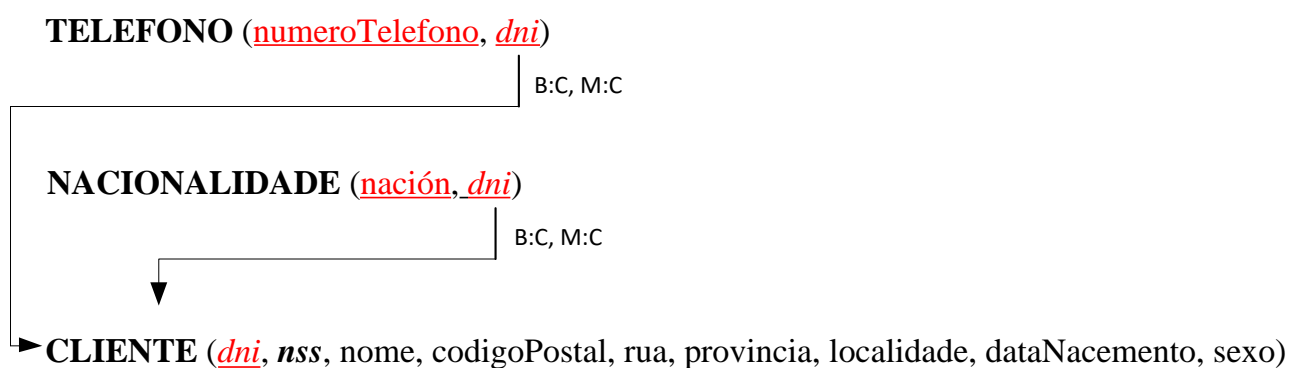 TELEFONO (numeroTelefono, dni)
B:C, M:C
NACIONALIDADE (nación, dni)
B:C, M:C
CLIENTE (dni, nss, nome, codigoPostal, rua, provincia, localidade, dataNacemento, sexo)